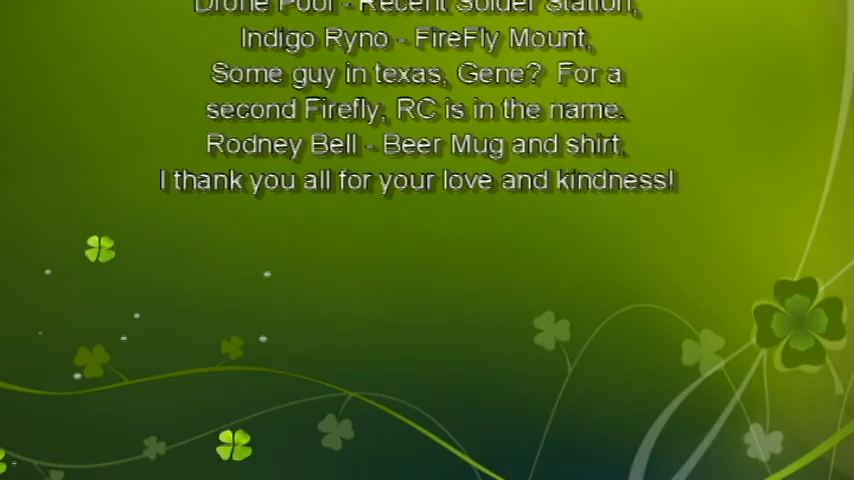 Drone Pool - Recent Solder Station,
Indigo Ryno - FireFly Mount,
Some guy in texas, Gene?  For a
second Firefly, RC is in the name.
Rodney Bell - Beer Mug and shirt.
I thank you all for your love and kindness!